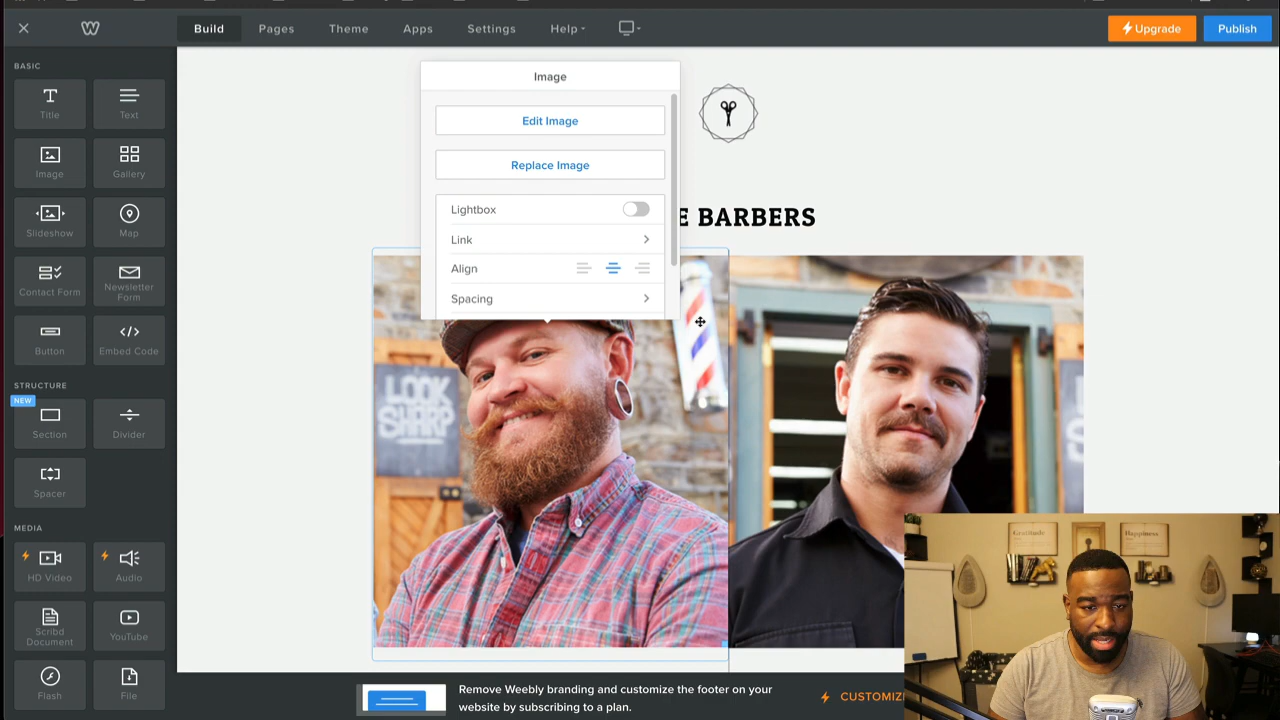 Build
Pages
Theme
Apps
Settings
Help
Upgrade
Publish
BASIC
Title
Text
Image
Gallery
Slideshow
Map
Contact Form
Newsletter
Form
Button
Embed Code
STRUCTURE
NEW
Section
Divider
Spacer
MEDIA
HD Video
Audio
Scribd
Document
YouTube
Flash
File
Image
Edit Image
Replace Image
Lightbox
Link
Align
Spacing
E BARBERS
LOOK
SHARP
Gratitude
Happiness
Remove Weebly branding and customize the footer on your
website by subscribing to a plan.
CUSTOMIZ